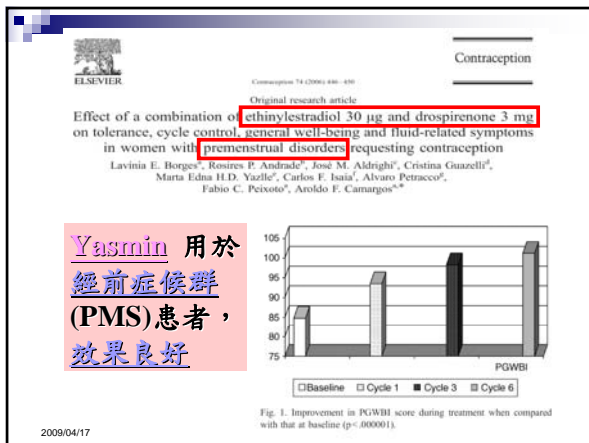 ELSEVIER
Contraception
Contraception 74 (2006) 446–450
Original research article
Effect of a combination of ethinylestradiol 30 μg and drospirenone 3 mg
on tolerance, cycle control, general well-being and fluid-related symptoms
in women with premenstrual disorders requesting contraception
Lavínia E. Borges, Rosires P. Andrade, José M. Aldrighi, Cristina Guazelli,
Marta Edna H.D. Yazlle, Carlos F. Isaia, Alvaro Petracco,
Fabio C. Peixoto, Aroldo F. Camargos
Yasmin 用於
經前症候群
(PMS)患者，
效果良好
105
100
95
90
85
80
75
PGWBI
Baseline Cycle 1 Cycle 3 Cycle 6
Fig. 1. Improvement in PGWBI score during treatment when compared
with that at baseline (p<.000001).
2009/04/17